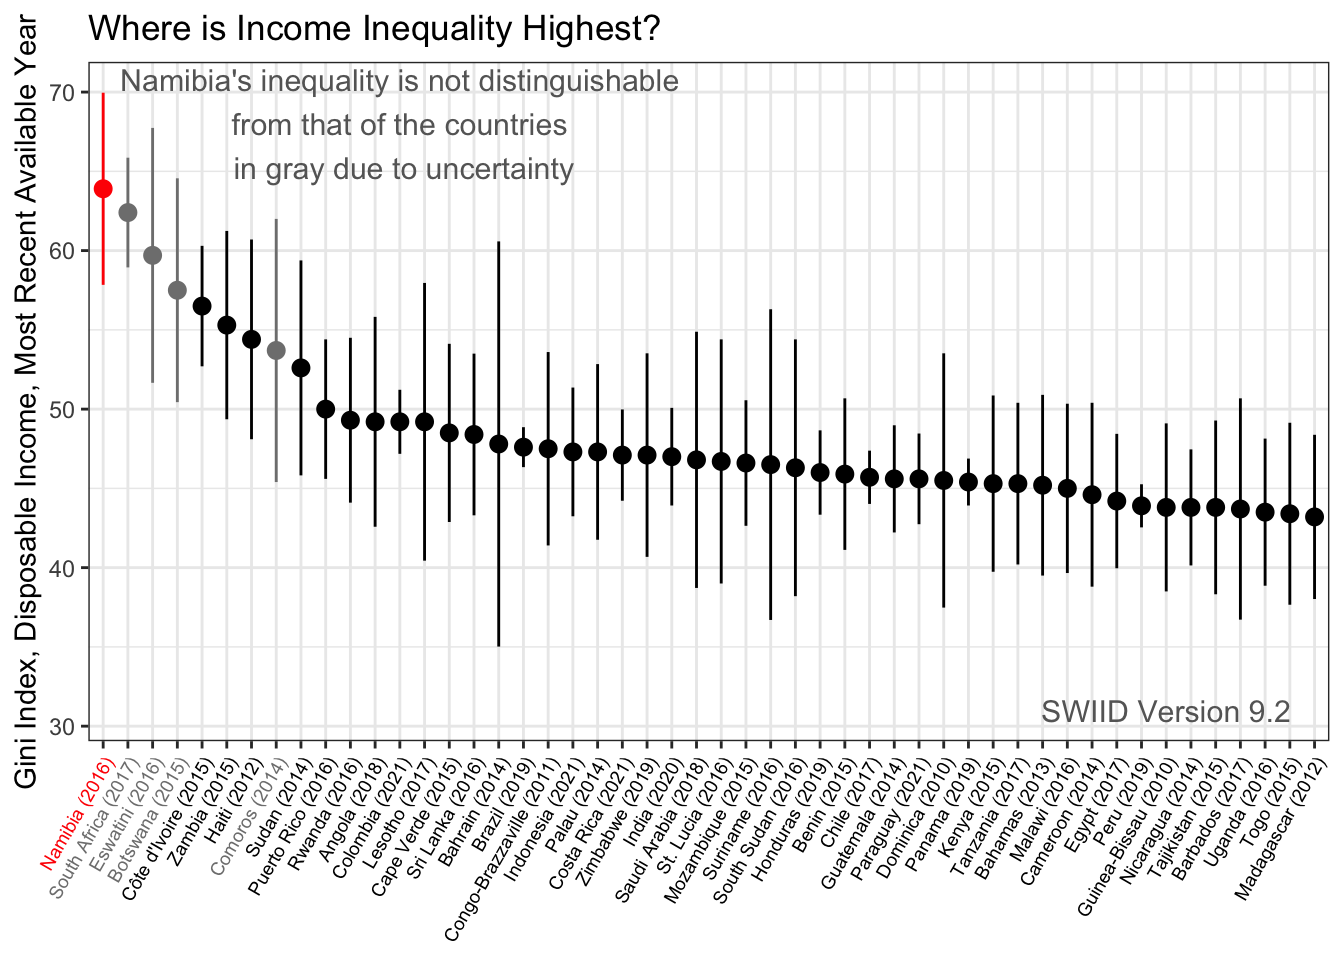 Where is Income Inequality Highest?
Gini Index, Disposable Income, Most Recent Available Year
70
60
50
40
30
Namibia's inequality is not distinguishable
from that of the countries
in gray due to uncertainty
SWIID Version 9.2
Namibia (2016)
South Africa (2017)
Eswatini (2016)
Botswana (2015)
Côte d'Ivoire (2015)
Zambia (2015)
Haiti (2012)
Comoros (2014)
Sudan (2014)
Puerto Rico (2016)
Rwanda (2016)
Angola (2018)
Colombia (2021)
Lesotho (2017)
Cape Verde (2015)
Sri Lanka (2016)
Bahrain (2014)
Brazil (2019)
Congo-Brazzaville (2011)
Indonesia (2021)
Palau (2014)
Costa Rica (2021)
Zimbabwe (2019)
India (2020)
Saudi Arabia (2018)
St. Lucia (2016)
Mozambique (2015)
Suriname (2016)
South Sudan (2016)
Honduras (2019)
Benin (2015)
Chile (2017)
Guatemala (2014)
Paraguay (2021)
Dominica (2010)
Panama (2019)
Kenya (2015)
Tanzania (2017)
Bahamas (2013)
Malawi (2016)
Cameroon (2014)
Egypt (2017)
Peru (2019)
Guinea-Bissau (2010)
Nicaragua (2014)
Tajikistan (2015)
Barbados (2017)
Uganda (2016)
Togo (2015)
Madagascar (2012)